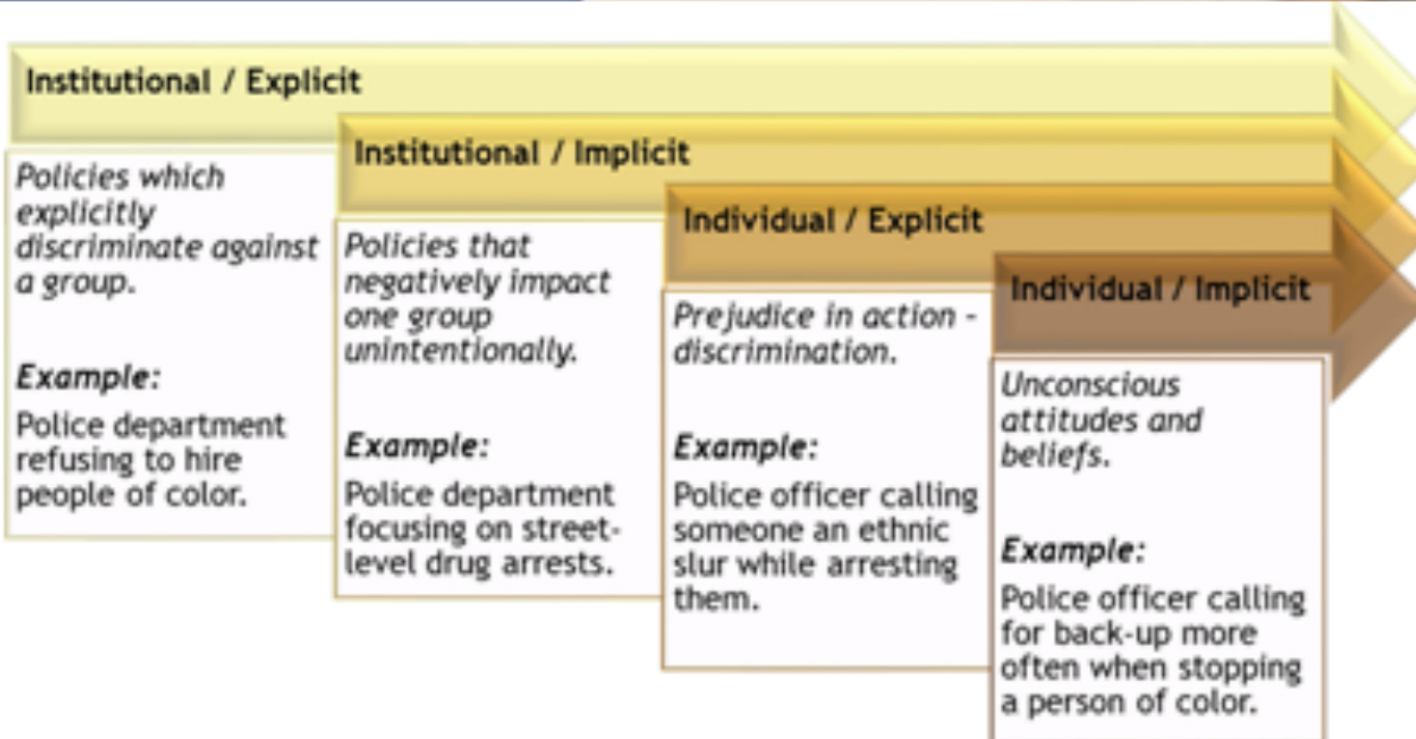 Institutional / Explicit
Policies which
explicitly
discriminate against
a group.
Example:
Police department
refusing to hire
people of color.
Institutional / Implicit
Policies that
negatively impact
one group
unintentionally.
Example:
Police department
focusing on street-
level drug arrests.
Individual / Explicit
Prejudice in action -
discrimination.
Example:
Police officer calling
someone an ethnic
slur while arresting
them.
Individual / Implicit
Unconscious
attitudes and
beliefs.
Example:
Police officer calling
for back-up more
often when stopping
a person of color.